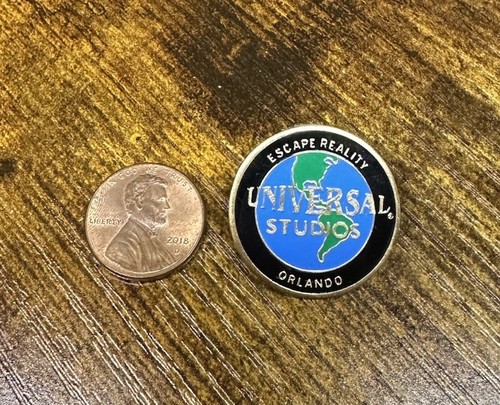 LIBERTY
2018
ESCAPE REALITY
UNIVERSAL®
STUDIOS
ORLANDO